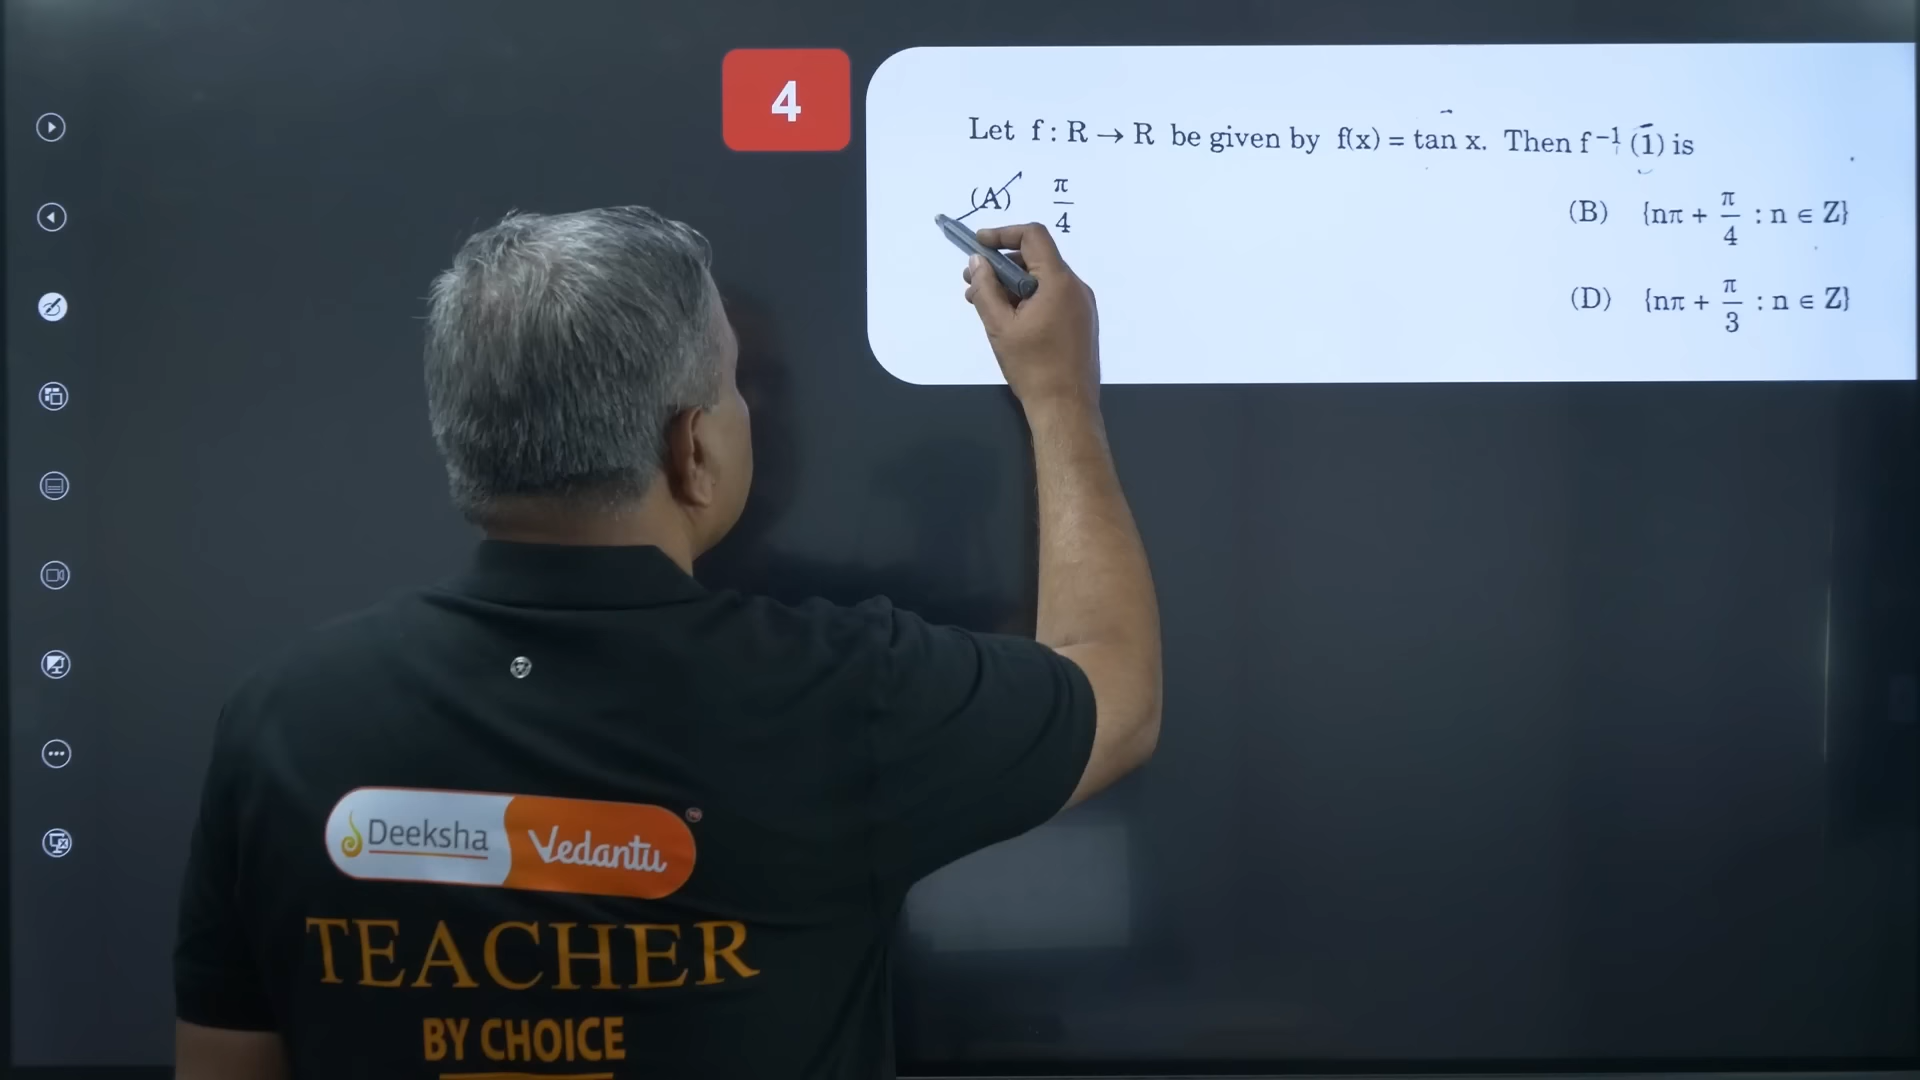 4
Let f : R → R be given by f(x) = tan x. Then f⁻¹ (1) is
(A) π/4
(B) {nπ + π/4 : n ∈ Z}
(D) {nπ + π/3 : n ∈ Z}
Deeksha Vedantu
TEACHER
BY CHOICE